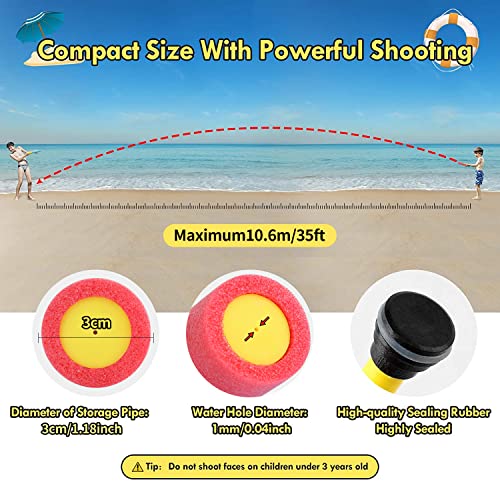 Compact Size With Powerful Shooting
Maximum10.6m/35ft
3cm
Diameter of Storage Pipe:
3cm/1.18inch
Water Hole Diameter:
1mm/0.04inch
High-quality Sealing Rubber
Highly Sealed
Tip: Do not shoot faces on children under 3 years old